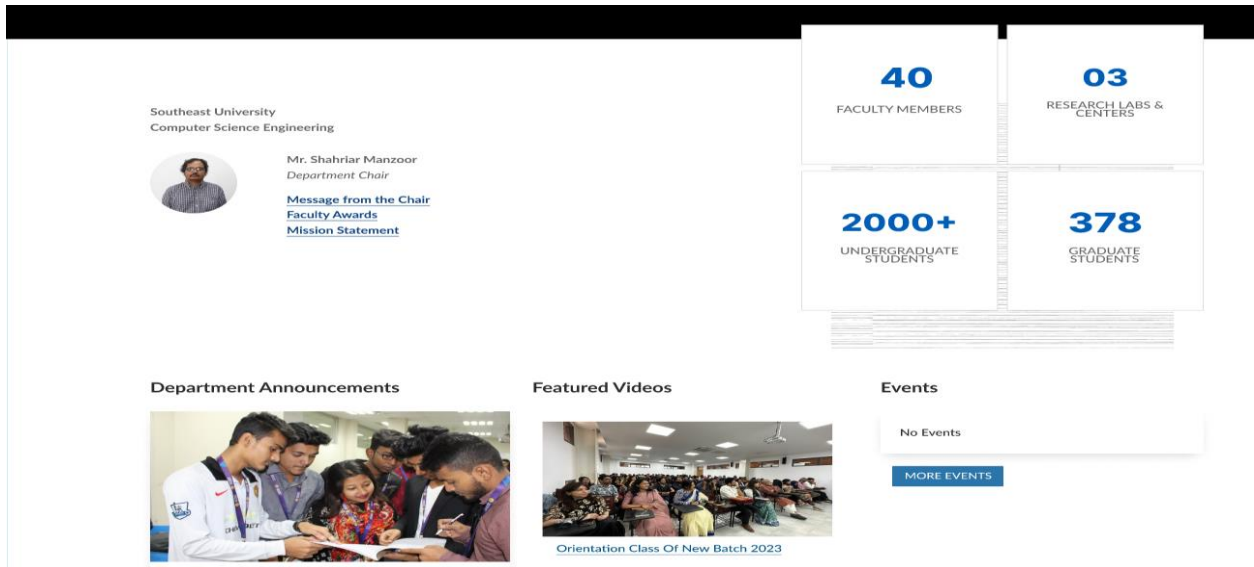 Southeast University
Computer Science Engineering
Mr. Shahriar Manzoor
Department Chair
Message from the Chair
Faculty Awards
Mission Statement
40
FACULTY MEMBERS
03
RESEARCH LABS &
CENTERS
2000+
UNDERGRADUATE
STUDENTS
378
GRADUATE
STUDENTS
Department Announcements
Featured Videos
Orientation Class Of New Batch 2023
Events
No Events
MORE EVENTS